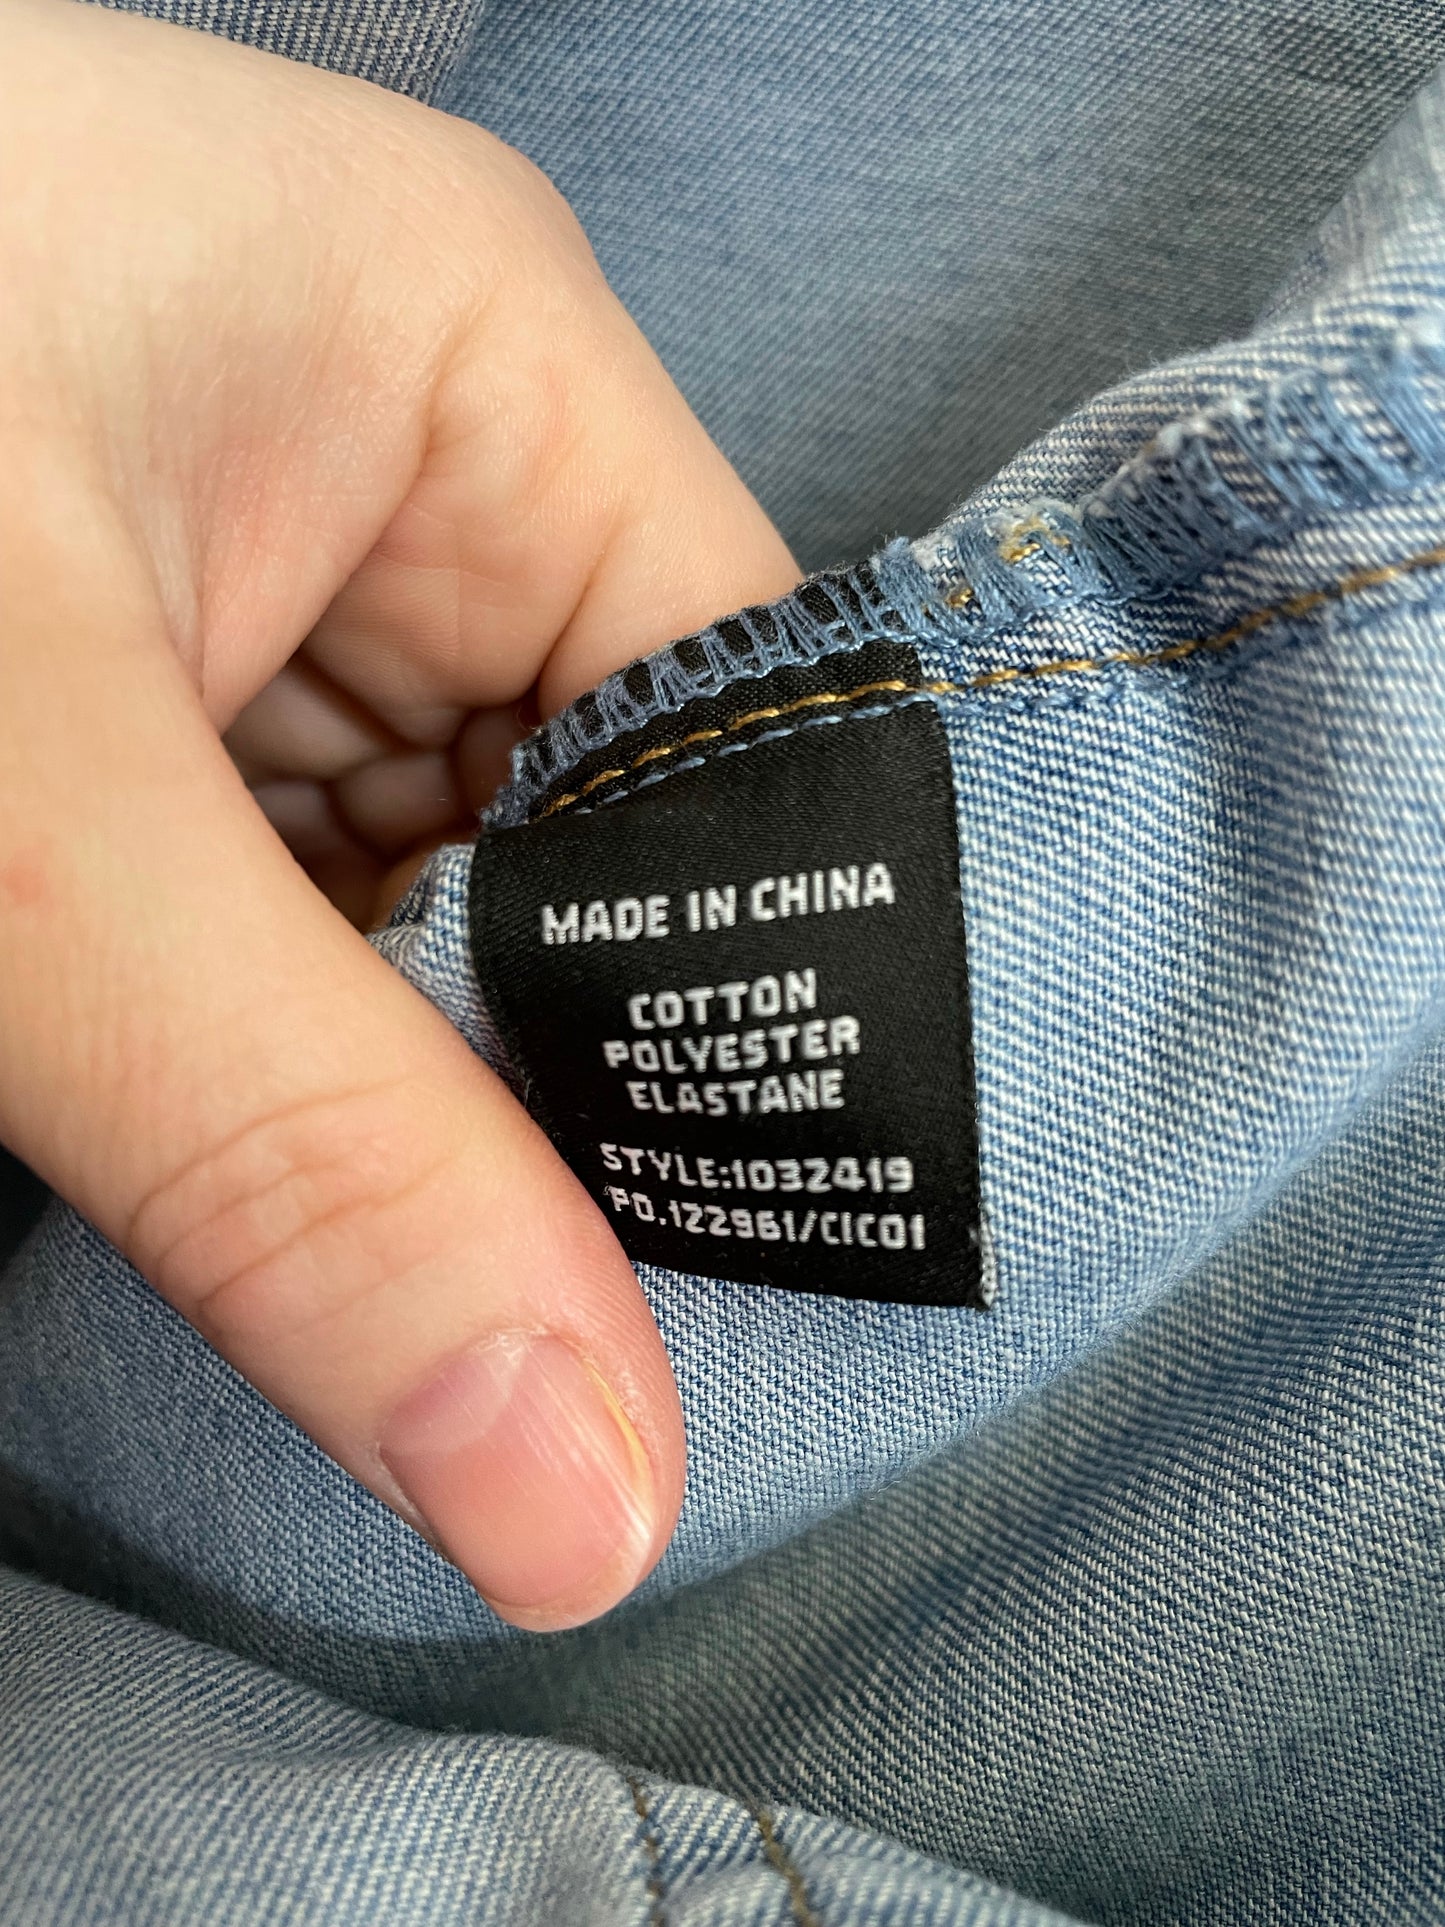 MADE IN CHINA
COTTON
POLYESTER
ELASTANE
STYLE:1032419
PO.122961/CIC01